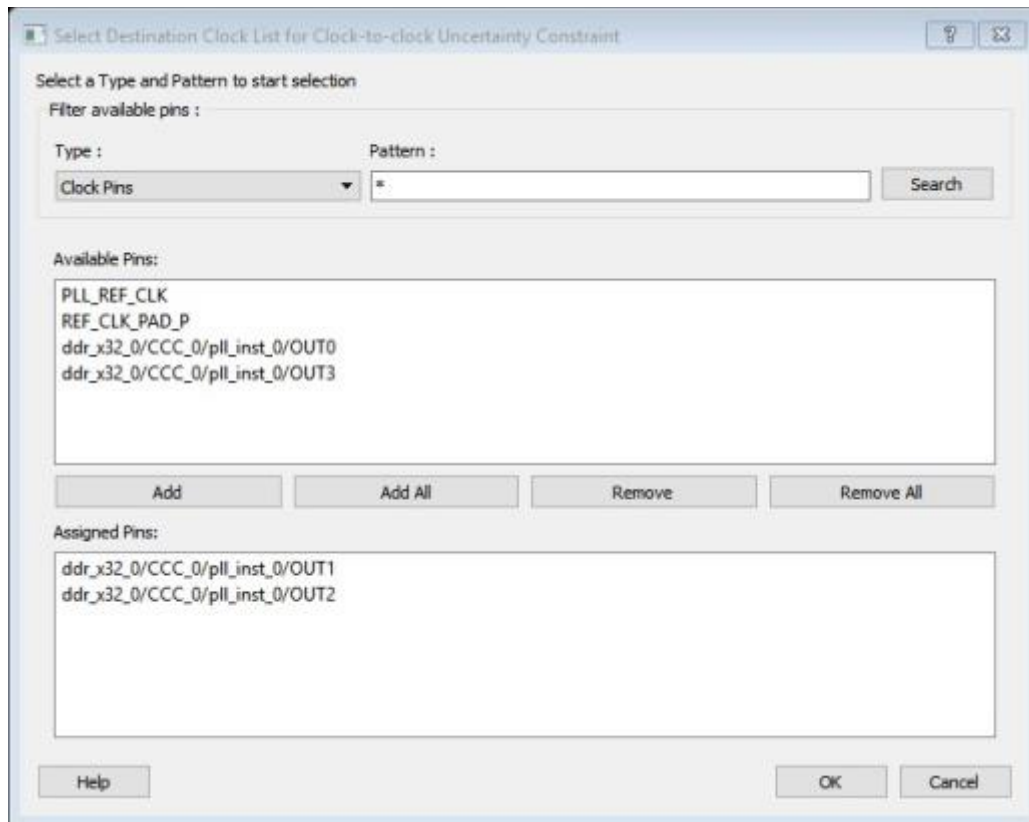 Select Destination Clock List for Clock-to-clock Uncertainty Constraint
Select a Type and Pattern to start selection
Filter available pins :
Type : Pattern :
Clock Pins * Search
Available Pins:
PLL_REF_CLK
REF_CLK_PAD_P
ddr_x32_0/CCC_0/pll_inst_0/OUT0
ddr_x32_0/CCC_0/pll_inst_0/OUT3
Add Add All Remove Remove All
Assigned Pins:
ddr_x32_0/CCC_0/pll_inst_0/OUT1
ddr_x32_0/CCC_0/pll_inst_0/OUT2
Help OK Cancel